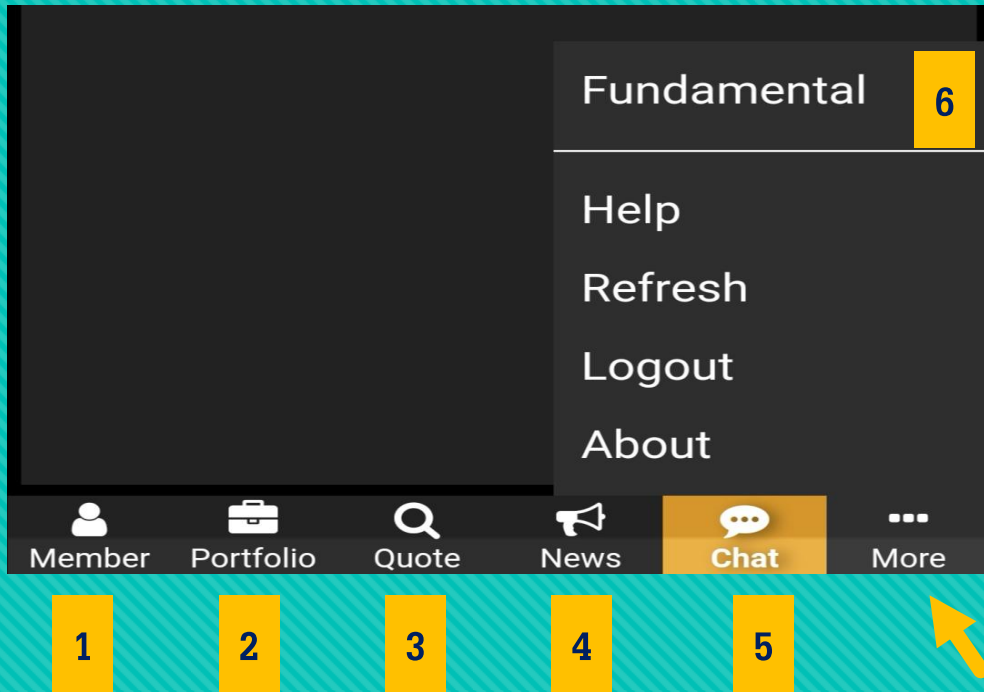 Fundamental 6
Help
Refresh
Logout
About
Member Portfolio Quote News Chat More
1 2 3 4 5